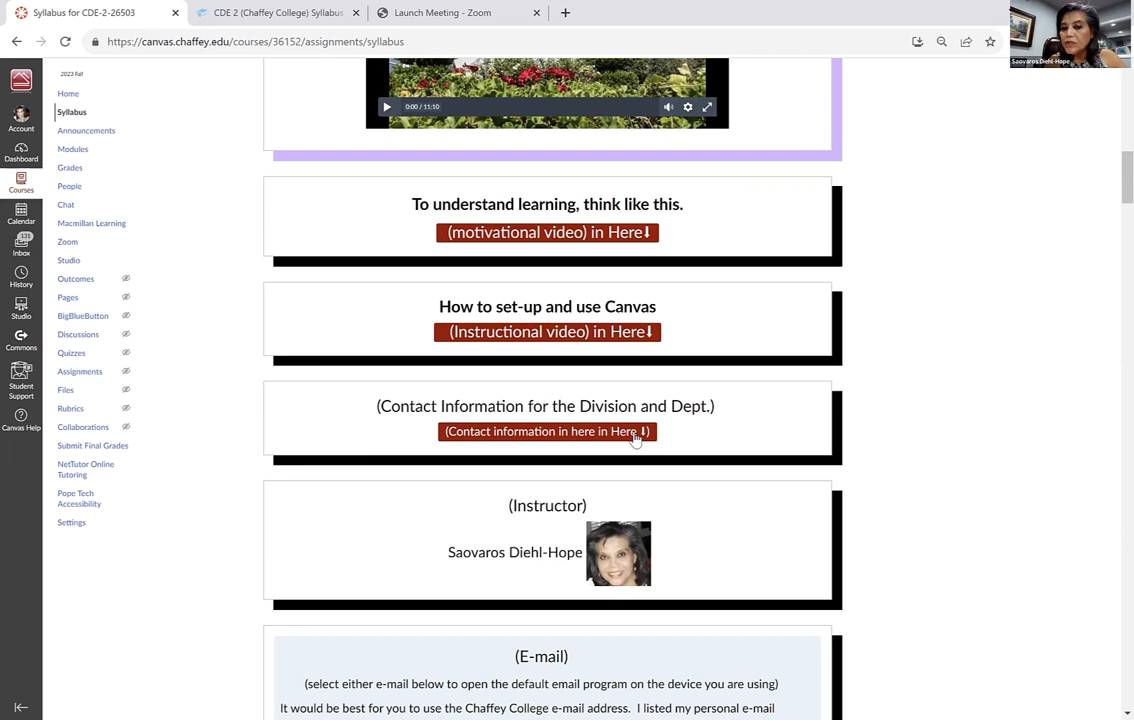 Syllabus for CDE-2-26503
CDE 2 (Chaffey College) Syllabus
Launch Meeting - Zoom
https://canvas.chaffey.edu/courses/36152/assignments/syllabus
Saovaros Diehl-Hope
Account
Dashboard
Courses
Calendar
131
Inbox
History
Studio
Commons
Student
Support
Canvas Help
2023 Fall
Home
Syllabus
Announcements
Modules
Grades
People
Chat
Macmillan Learning
Zoom
Studio
Outcomes
Pages
BigBlueButton
Discussions
Quizzes
Assignments
Files
Rubrics
Collaborations
Submit Final Grades
NetTutor Online
Tutoring
Pope Tech
Accessibility
Settings
0:00 / 11:10
To understand learning, think like this.
(motivational video) in Here⬇
How to set-up and use Canvas
(Instructional video) in Here⬇
(Contact Information for the Division and Dept.)
(Contact information in here in Here ⬇)
(Instructor)
Saovaros Diehl-Hope
(E-mail)
(select either e-mail below to open the default email program on the device you are using)
It would be best for you to use the Chaffey College e-mail address. I listed my personal e-mail